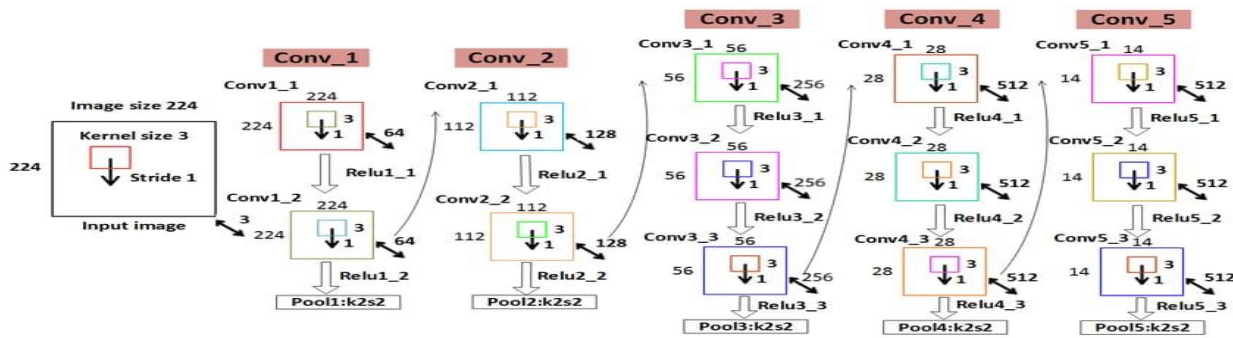 Image size 224
224
Kernel size 3
Stride 1
Input image
3
Conv_1
Conv1_1
224
224
3
1
64
Relu1_1
Conv1_2
224
224
3
1
64
Relu1_2
Pool1:k2s2
Conv_2
Conv2_1
112
112
3
1
128
Relu2_1
Conv2_2
112
112
3
1
128
Relu2_2
Pool2:k2s2
Conv_3
Conv3_1
56
56
3
1
256
Relu3_1
Conv3_2
56
56
3
1
256
Relu3_2
Conv3_3
56
56
3
1
256
Relu3_3
Pool3:k2s2
Conv_4
Conv4_1
28
28
3
1
512
Relu4_1
Conv4_2
28
28
3
1
512
Relu4_2
Conv4_3
28
28
3
1
512
Relu4_3
Pool4:k2s2
Conv_5
Conv5_1
14
14
3
1
512
Relu5_1
Conv5_2
14
14
3
1
512
Relu5_2
Conv5_3
14
14
3
1
512
Relu5_3
Pool5:k2s2